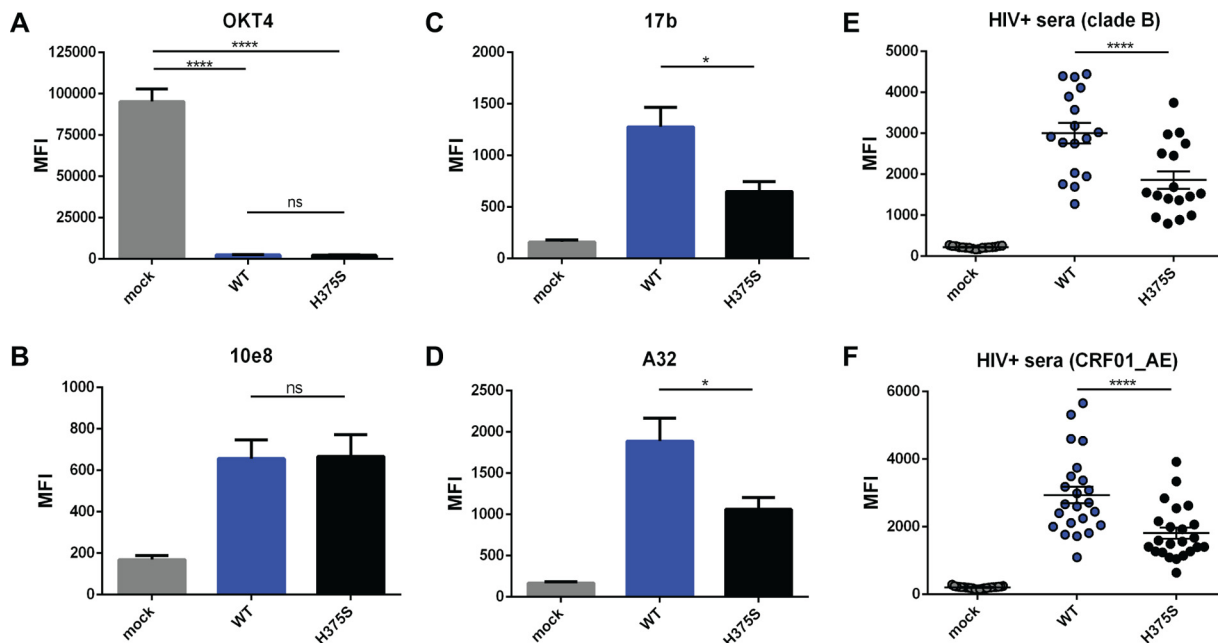 A
OKT4
MFI
125000
100000
75000
50000
25000
0
****
****
ns
mock
WT
H375S
B
10e8
MFI
1000
800
600
400
200
0
ns
mock
WT
H375S
C
17b
MFI
2000
1500
1000
500
0
*
mock
WT
H375S
D
A32
MFI
2500
2000
1500
1000
500
0
*
mock
WT
H375S
E
HIV+ sera (clade B)
MFI
5000
4000
3000
2000
1000
0
****
mock
WT
H375S
F
HIV+ sera (CRF01_AE)
MFI
6000
4000
2000
0
****
mock
WT
H375S